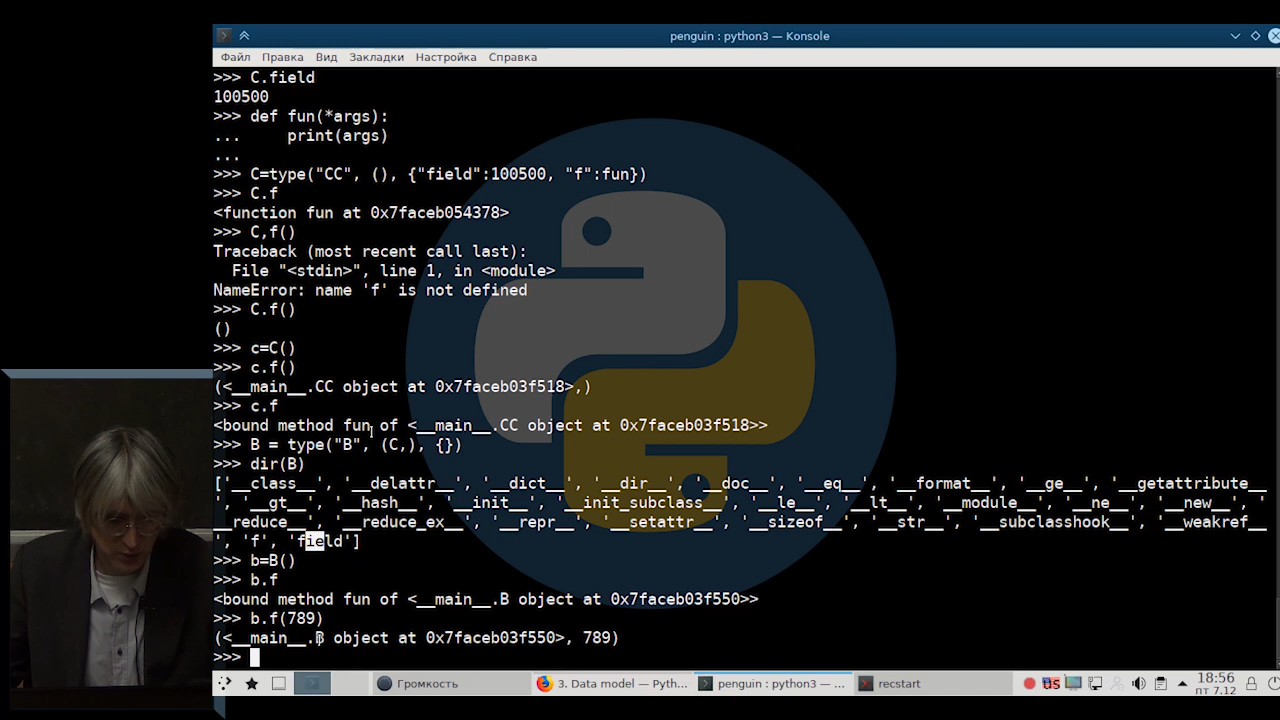 penguin : python3 — Konsole
Файл Правка Вид Закладки Настройка Справка
>>> C.field
100500
>>> def fun(*args):
...     print(args)
...
>>> C=type("CC", (), {"field":100500, "f":fun})
>>> C.f
<function fun at 0x7faceb054378>
>>> C,f()
Traceback (most recent call last):
  File "<stdin>", line 1, in <module>
NameError: name 'f' is not defined
>>> C.f()
()
>>> c=C()
>>> c.f()
(<__main__.CC object at 0x7faceb03f518>,)
>>> c.f
<bound method fun of <__main__.CC object at 0x7faceb03f518>>
>>> B = type("B", (C,), {})
>>> dir(B)
['__class__', '__delattr__', '__dict__', '__dir__', '__doc__', '__eq__', '__format__', '__ge__', '__getattribute__
', '__gt__', '__hash__', '__init__', '__init_subclass__', '__le__', '__lt__', '__module__', '__ne__', '__new__', '
__reduce__', '__reduce_ex__', '__repr__', '__setattr__', '__sizeof__', '__str__', '__subclasshook__', '__weakref__
', 'f', 'field']
>>> b=B()
>>> b.f
<bound method fun of <__main__.B object at 0x7faceb03f550>>
>>> b.f(789)
(<__main__.B object at 0x7faceb03f550>, 789)
>>>
Громкость 3. Data model — Pyth... penguin : python3 — ... recstart us 18:56
пт 7.12